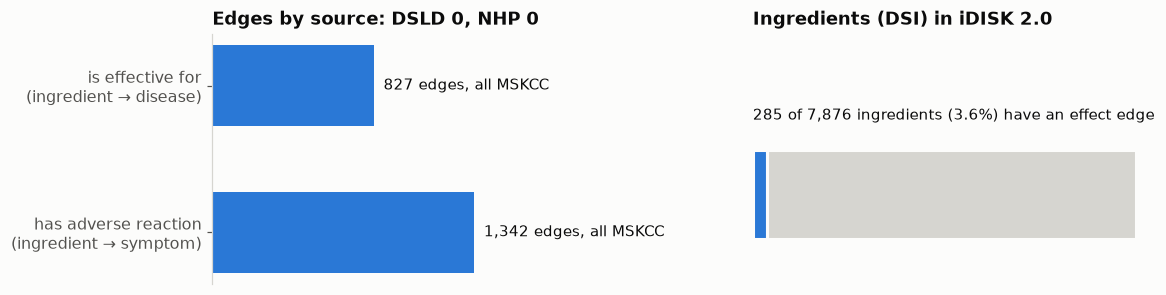 Edges by source: DSLD 0, NHP 0
is effective for
(ingredient → disease)
827 edges, all MSKCC
has adverse reaction
(ingredient → symptom)
1,342 edges, all MSKCC
Ingredients (DSI) in iDISK 2.0
285 of 7,876 ingredients (3.6%) have an effect edge